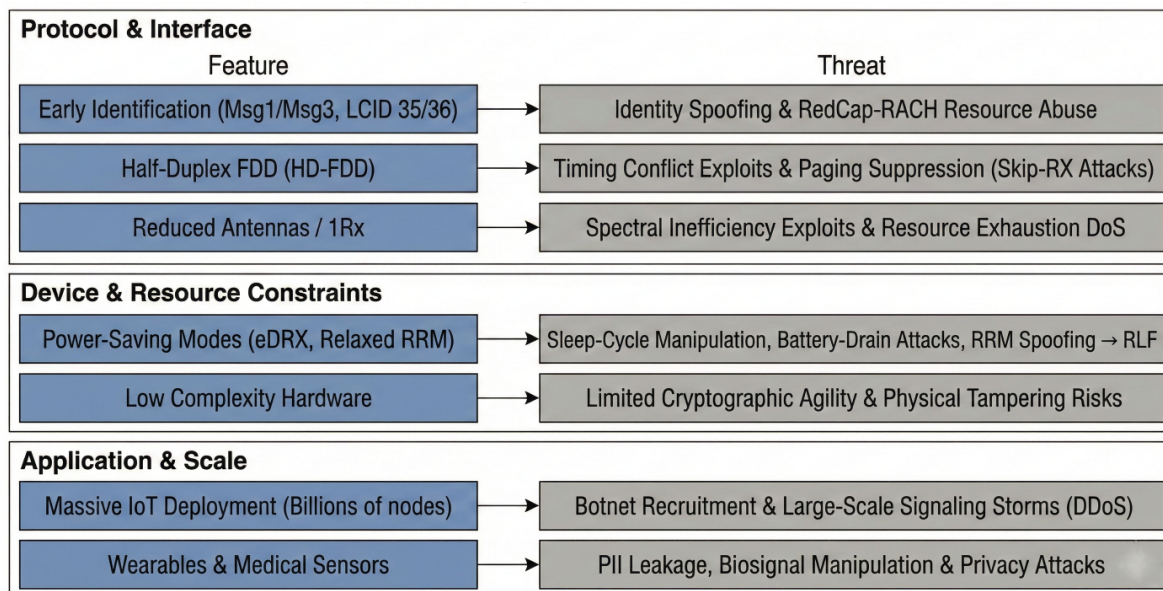 Protocol & Interface
Feature
Threat
Early Identification (Msg1/Msg3, LCID 35/36)
Identity Spoofing & RedCap-RACH Resource Abuse
Half-Duplex FDD (HD-FDD)
Timing Conflict Exploits & Paging Suppression (Skip-RX Attacks)
Reduced Antennas / 1Rx
Spectral Inefficiency Exploits & Resource Exhaustion DoS
Device & Resource Constraints
Power-Saving Modes (eDRX, Relaxed RRM)
Sleep-Cycle Manipulation, Battery-Drain Attacks, RRM Spoofing → RLF
Low Complexity Hardware
Limited Cryptographic Agility & Physical Tampering Risks
Application & Scale
Massive IoT Deployment (Billions of nodes)
Botnet Recruitment & Large-Scale Signaling Storms (DDoS)
Wearables & Medical Sensors
PII Leakage, Biosignal Manipulation & Privacy Attacks